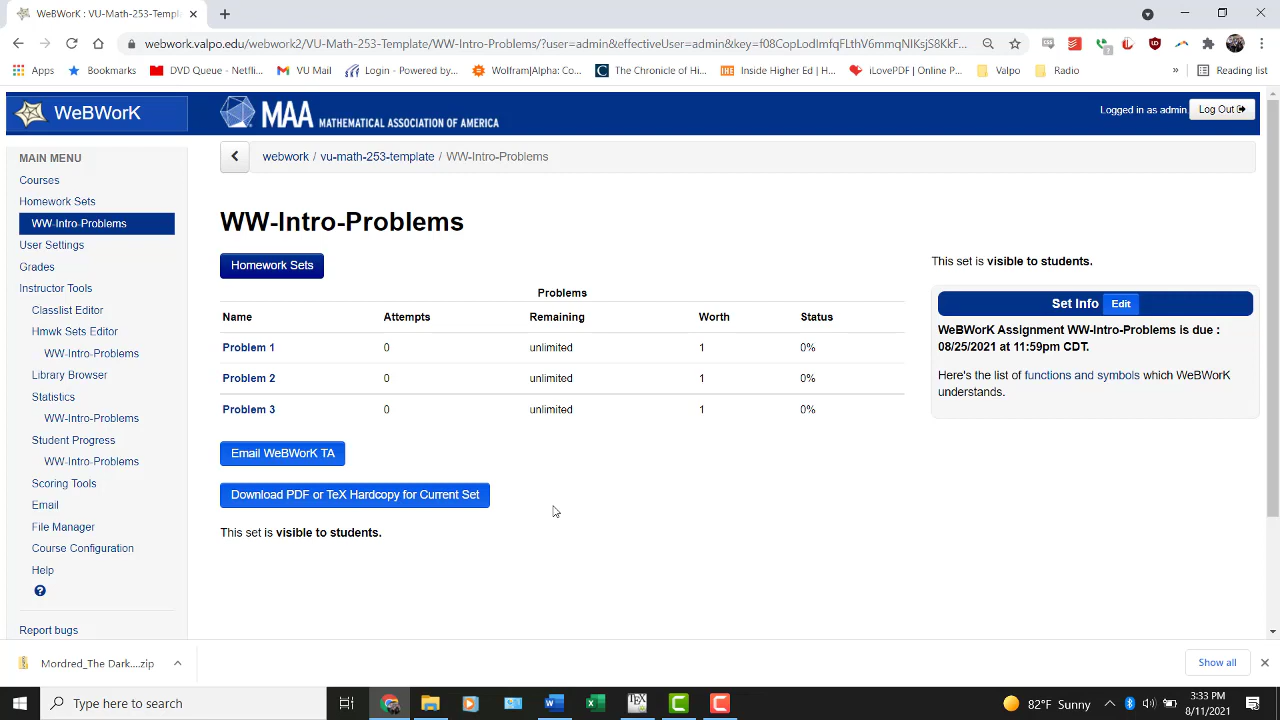 WeBWorK : VU-Math-253-Templ
webwork.valpo.edu/webwork2/VU-Math-253-Template/WW-Intro-Problems/?user=admin&effectiveUser=admin&key=
Apps
Bookmarks
DVD Queue - Netfli...
VU Mail
Login - Powered by...
Wolfram|Alpha: Co...
The Chronicle of Hi...
Inside Higher Ed | H...
iLovePDF | Online P...
Valpo
Radio
»
Reading list
WeBWorK
MAA MATHEMATICAL ASSOCIATION OF AMERICA
Logged in as admin.
Log Out
MAIN MENU
Courses
Homework Sets
WW-Intro-Problems
User Settings
Grades
Instructor Tools
Classlist Editor
Hmwk Sets Editor
WW-Intro-Problems
Library Browser
Statistics
WW-Intro-Problems
Student Progress
WW-Intro-Problems
Scoring Tools
Email
File Manager
Course Configuration
Help
?
Report bugs
webwork / vu-math-253-template / WW-Intro-Problems
WW-Intro-Problems
Homework Sets
Problems
Name Attempts Remaining Worth Status
Problem 1 0 unlimited 1 0%
Problem 2 0 unlimited 1 0%
Problem 3 0 unlimited 1 0%
Email WeBWorK TA
Download PDF or TeX Hardcopy for Current Set
This set is visible to students.
This set is visible to students.
Set Info Edit
WeBWorK Assignment WW-Intro-Problems is due :
08/25/2021 at 11:59pm CDT.
Here's the list of functions and symbols which WeBWorK
understands.
Mordred_The Dark....zip
Show all
Type here to search
82°F Sunny
3:33 PM
8/11/2021